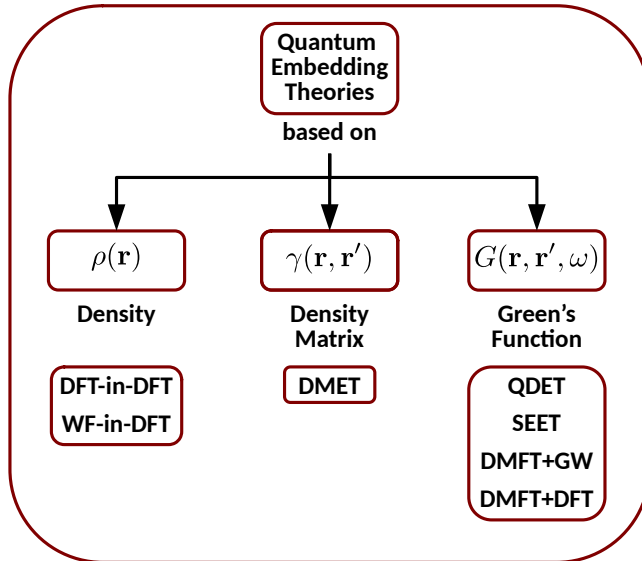 Quantum
Embedding
Theories
based on
ρ(r)
γ(r, r′)
G(r, r′, ω)
Density
Density
Matrix
Green's
Function
DFT-in-DFT
WF-in-DFT
DMET
QDET
SEET
DMFT+GW
DMFT+DFT